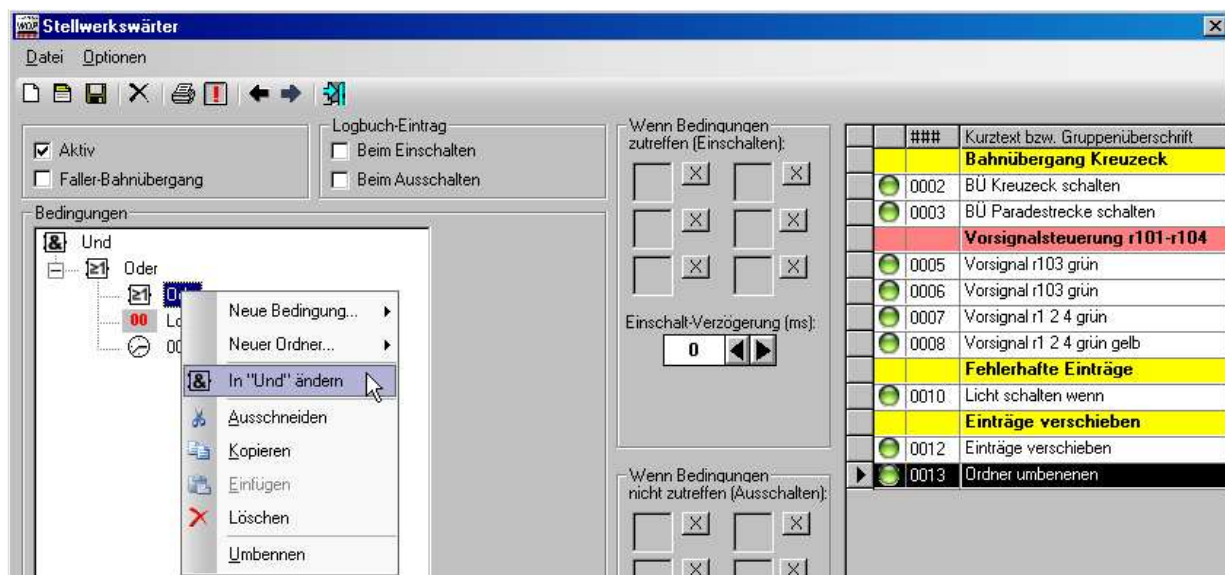 Stellwerkswärter
Datei Optionen
Aktiv
Faller-Bahnübergang
Logbuch-Eintrag
Beim Einschalten
Beim Ausschalten
Bedingungen
& Und
≥1 Oder
≥1
00
Neue Bedingung...
Neuer Ordner...
& In "Und" ändern
Ausschneiden
Kopieren
Einfügen
Löschen
Umbennen
Wenn Bedingungen
zutreffen (Einschalten):
X X
X X
X X
Einschalt-Verzögerung (ms):
0
Wenn Bedingungen
nicht zutreffen (Ausschalten):
X X
X X
### Kurztext bzw. Gruppenüberschrift
Bahnübergang Kreuzeck
0002 BÜ Kreuzeck schalten
0003 BÜ Paradestrecke schalten
Vorsignalsteuerung r101-r104
0005 Vorsignal r103 grün
0006 Vorsignal r103 grün
0007 Vorsignal r1 2 4 grün
0008 Vorsignal r1 2 4 grün gelb
Fehlerhafte Einträge
0010 Licht schalten wenn
Einträge verschieben
0012 Einträge verschieben
0013 Ordner umbenenen